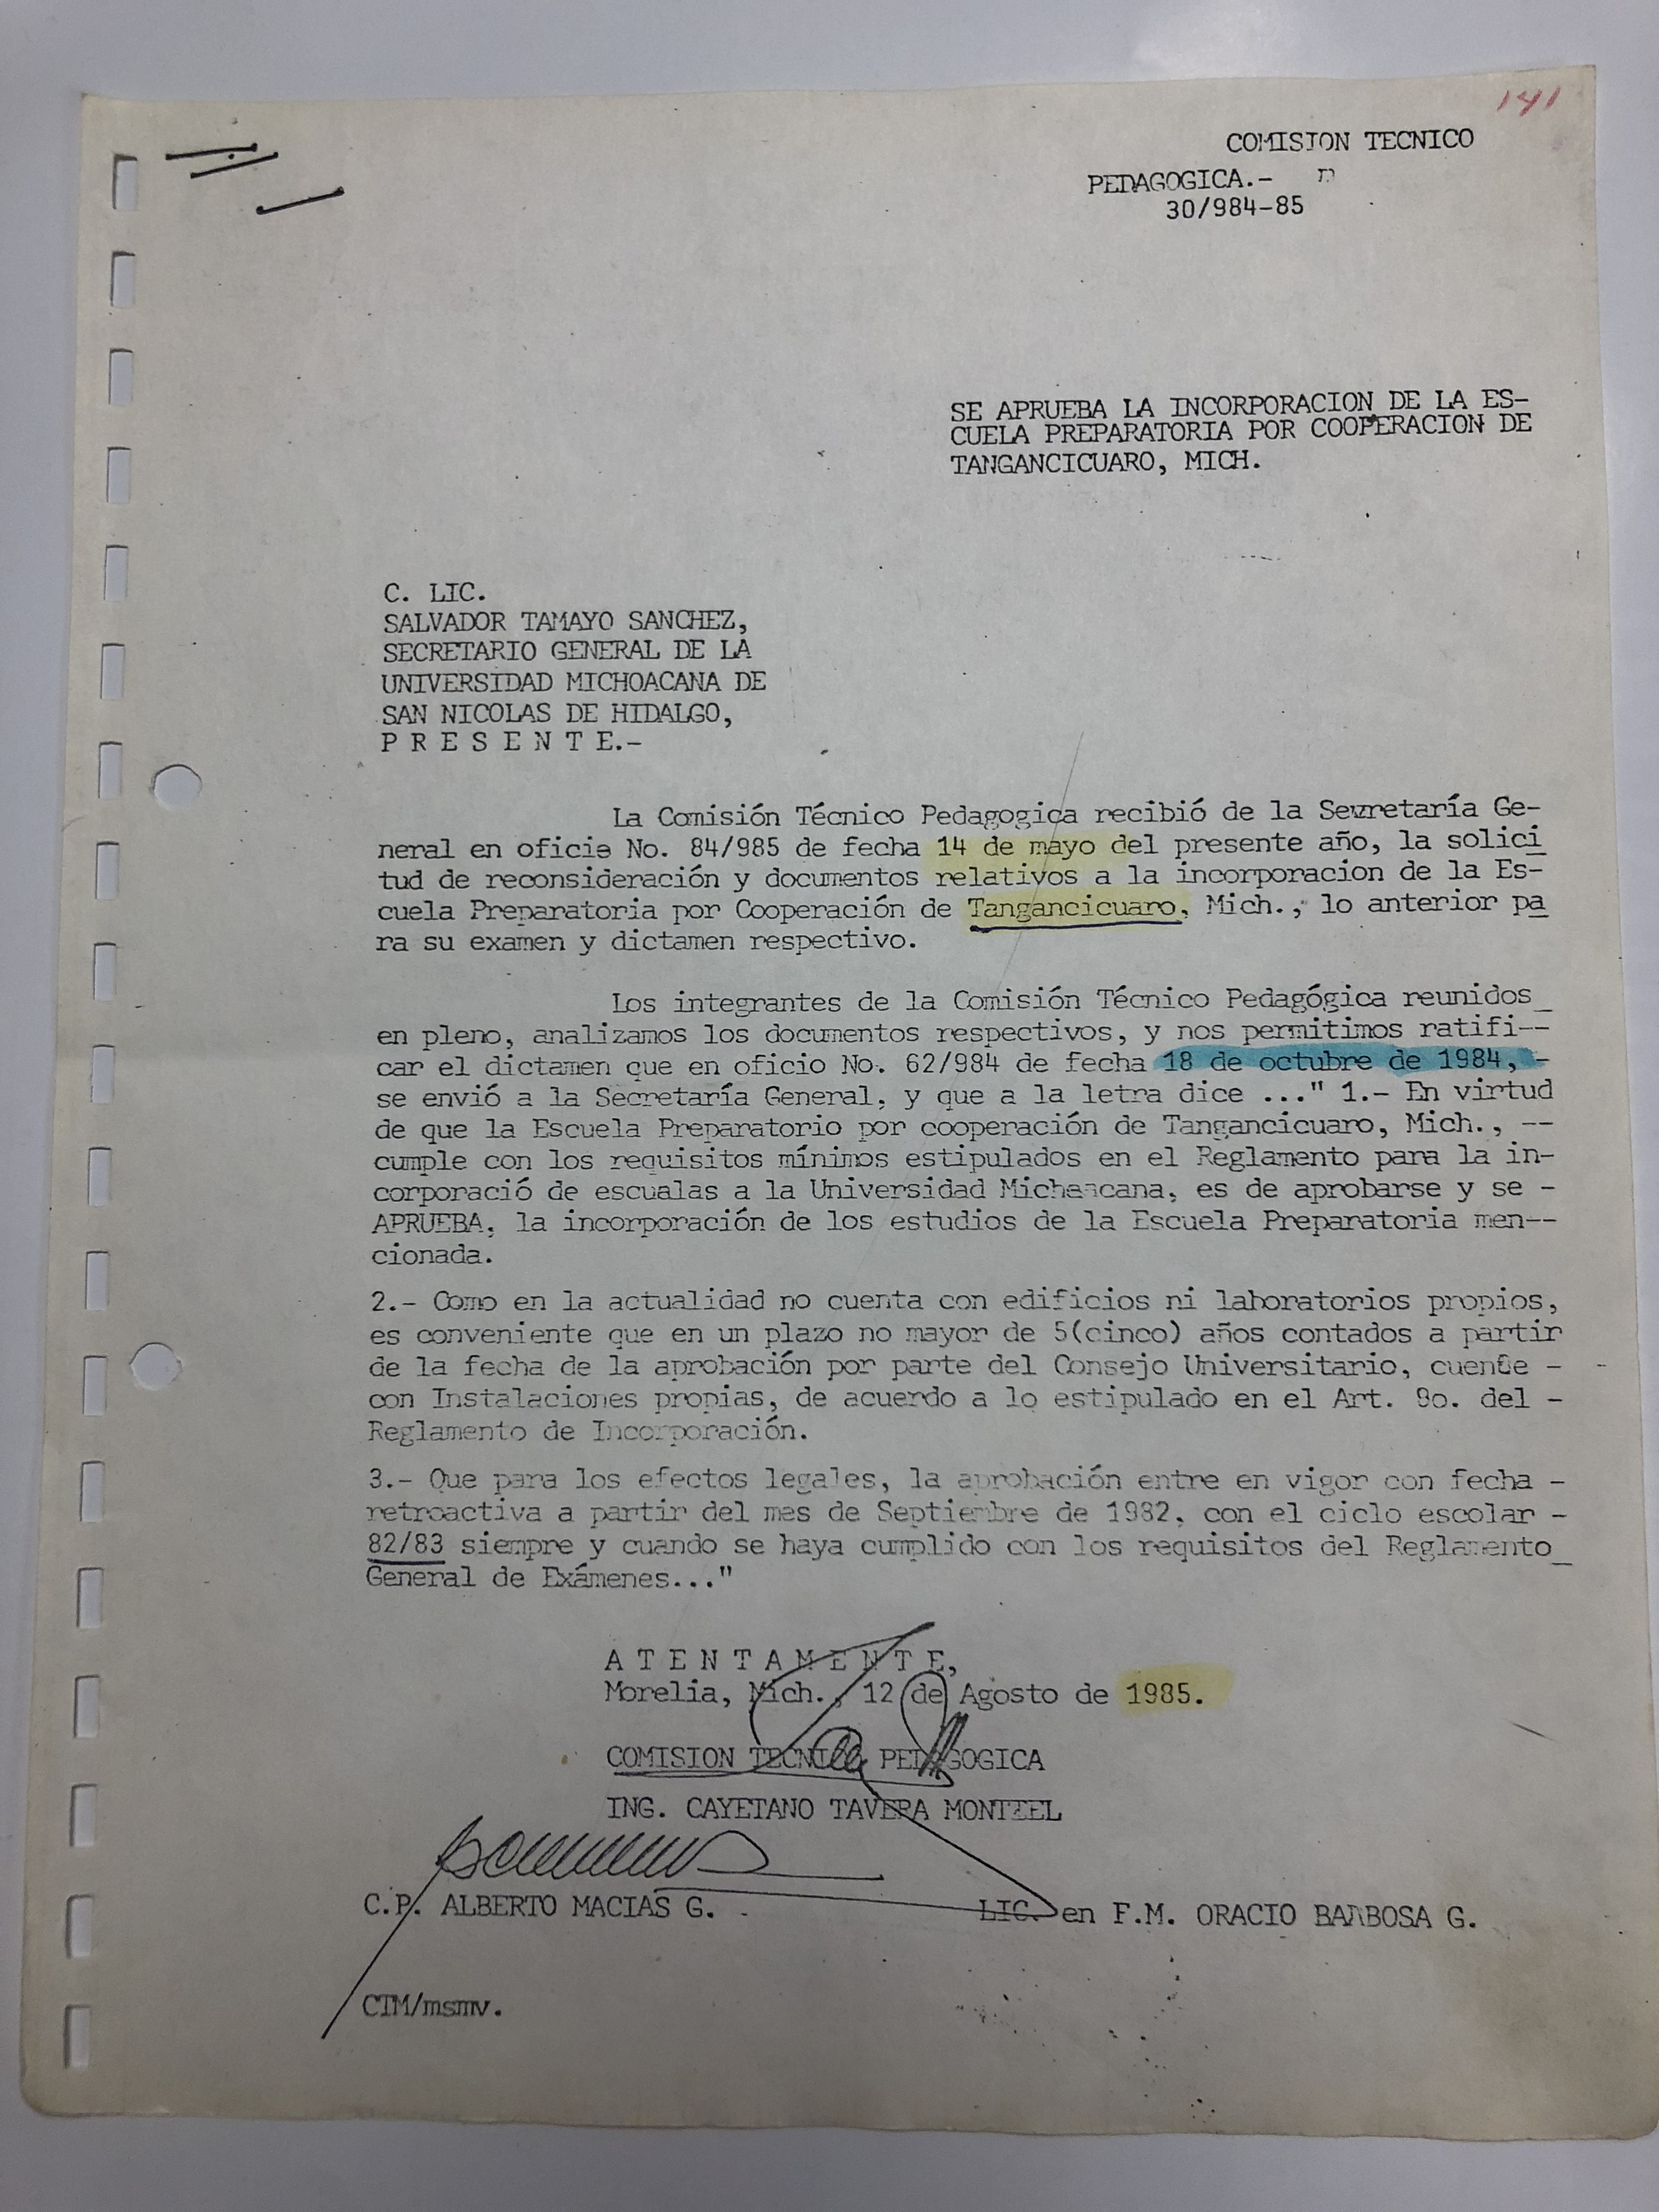 141
COMISION TECNICO
PEDAGOGICA.-
30/984-85
SE APRUEBA LA INCORPORACION DE LA ES-
CUELA PREPARATORIA POR COOPERACION DE
TANGANCICUARO, MICH.
C. LIC.
SALVADOR TAMAYO SANCHEZ,
SECRETARIO GENERAL DE LA
UNIVERSIDAD MICHOACANA DE
SAN NICOLAS DE HIDALGO,
P R E S E N T E.-
La Comisión Técnico Pedagogica recibió de la Sevretaría Ge-
neral en oficio No. 84/985 de fecha 14 de mayo del presente año, la solici
tud de reconsideración y documentos relativos a la incorporacion de la Es-
cuela Preparatoria por Cooperación de Tangancicuaro, Mich., lo anterior pa
ra su examen y dictamen respectivo.
Los integrantes de la Comisión Técnico Pedagógica reunidos_
en pleno, analizamos los documentos respectivos, y nos permitimos ratifi--
car el dictamen que en oficio No. 62/984 de fecha 18 de octubre de 1984, -
se envió a la Secretaría General, y que a la letra dice ..." 1.- En virtud
de que la Escuela Preparatorio por cooperación de Tangancicuaro, Mich., --
cumple con los requisitos mínimos estipulados en el Reglamento para la in-
corporació de escualas a la Universidad Michoacana, es de aprobarse y se -
APRUEBA, la incorporación de los estudios de la Escuela Preparatoria men--
cionada.
2.- Como en la actualidad no cuenta con edificios ni laboratorios propios,
es conveniente que en un plazo no mayor de 5(cinco) años contados a partir
de la fecha de la aprobación por parte del Consejo Universitario, cuente -
con Instalaciones propias, de acuerdo a lo estipulado en el Art. 9o. del -
Reglamento de Incorporación.
3.- Que para los efectos legales, la aprobación entre en vigor con fecha -
retroactiva a partir del mes de Septiembre de 1982, con el ciclo escolar -
82/83 siempre y cuando se haya cumplido con los requisitos del Reglamento_
General de Exámenes..."
A T E N T A M E N T E,
Morelia, Mich., 12 de Agosto de 1985.
COMISION TECNICO PEDAGOGICA
ING. CAYETANO TAVERA MONTIEL
C.P. ALBERTO MACIAS G.
LIC. en F.M. ORACIO BARBOSA G.
CTM/msmv.